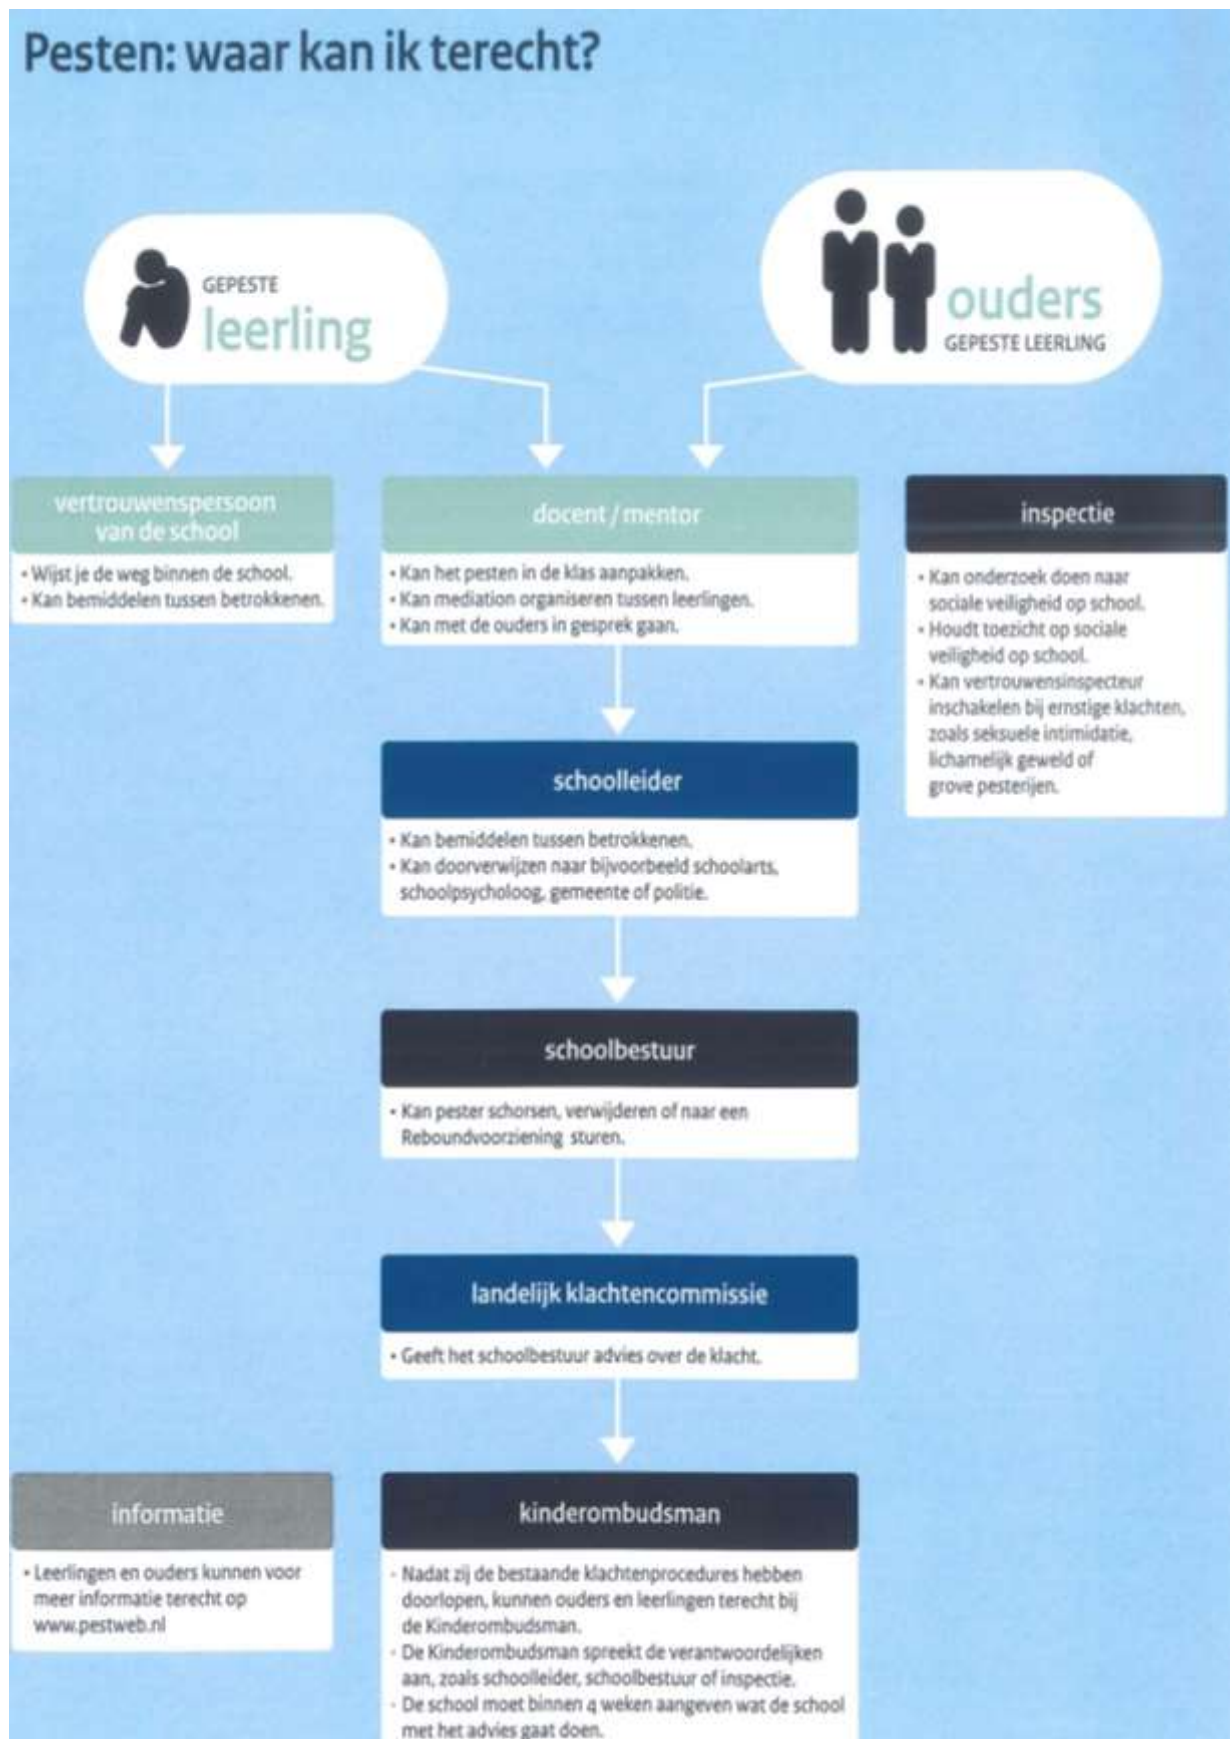 Pesten: waar kan ik terecht?
GEPESTE
leerling
ouders
GEPESTE LEERLING
vertrouwenspersoon
van de school
• Wijst je de weg binnen de school.
• Kan bemiddelen tussen betrokkenen.
docent / mentor
• Kan het pesten in de klas aanpakken.
• Kan mediation organiseren tussen leerlingen.
• Kan met de ouders in gesprek gaan.
inspectie
• Kan onderzoek doen naar
sociale veiligheid op school.
• Houdt toezicht op sociale
veiligheid op school.
• Kan vertrouwensinspecteur
inschakelen bij ernstige klachten,
zoals seksuele intimidatie,
lichamelijk geweld of
grove pesterijen.
schoolleider
• Kan bemiddelen tussen betrokkenen.
• Kan doorverwijzen naar bijvoorbeeld schoolarts,
schoolpsycholoog, gemeente of politie.
schoolbestuur
• Kan pester schorsen, verwijderen of naar een
Reboundvoorziening sturen.
landelijk klachtencommissie
• Geeft het schoolbestuur advies over de klacht.
informatie
• Leerlingen en ouders kunnen voor
meer informatie terecht op
www.pestweb.nl
kinderombudsman
- Nadat zij de bestaande klachtenprocedures hebben
doorlopen, kunnen ouders en leerlingen terecht bij
de Kinderombudsman.
- De Kinderombudsman spreekt de verantwoordelijken
aan, zoals schoolleider, schoolbestuur of inspectie.
- De school moet binnen 4 weken aangeven wat de school
met het advies gaat doen.